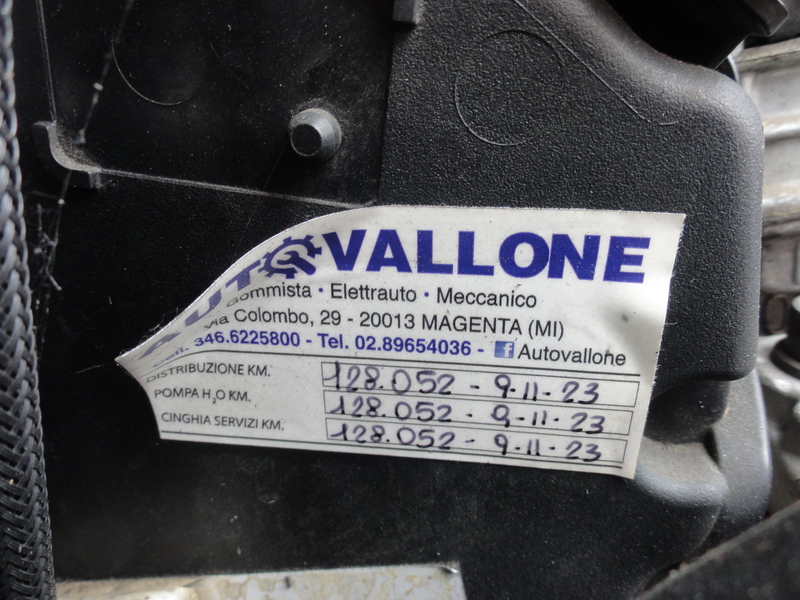 AUTOVALLONE
Gommista · Elettrauto · Meccanico
Via Colombo, 29 - 20013 MAGENTA (MI)
Cell. 346.6225800 - Tel. 02.89654036 - f Autovallone
DISTRIBUZIONE KM. 128.052 - 9-11-23
POMPA H₂O KM. 128.052 - 9-11-23
CINGHIA SERVIZI KM. 128.052 - 9-11-23